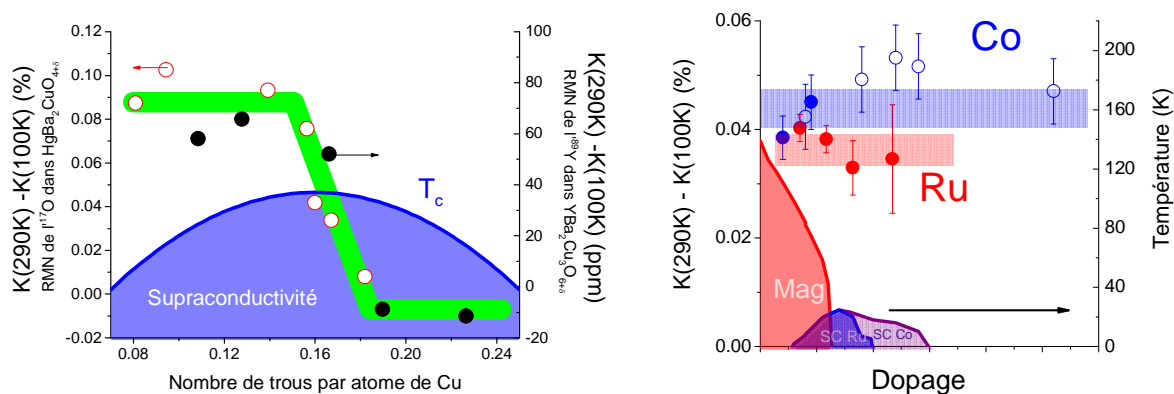 K(290K) -K(100K) (%)
RMN de l'¹⁷O dans HgBa₂CuO₄₊δ
0.12
0.10
0.08
0.06
0.04
0.02
0.00
-0.02
0.08
0.12
0.16
0.20
0.24
Nombre de trous par atome de Cu
T꜀
Supraconductivité
100
80
60
40
20
0
-20
RMN de l'⁸⁹Y dans YBa₂Cu₃O₆₊δ
K(290K) -K(100K) (ppm)
K(290K) - K(100K) (%)
0.06
0.04
0.02
0.00
Co
Ru
Mag
SC Ru
SC Co
Dopage
200
160
120
80
40
0
Température (K)